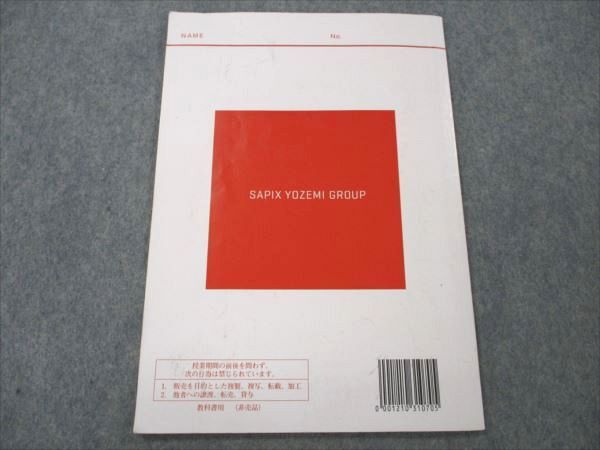 NAME No.
SAPIX YOZEMI GROUP
授業期間の前後を問わず、
次の行為は禁じられています。
1. 販売を目的とした複製、複写、転載、加工
2. 他者への譲渡、転売、貸与
教科書用 (非売品)
0 001210 510705